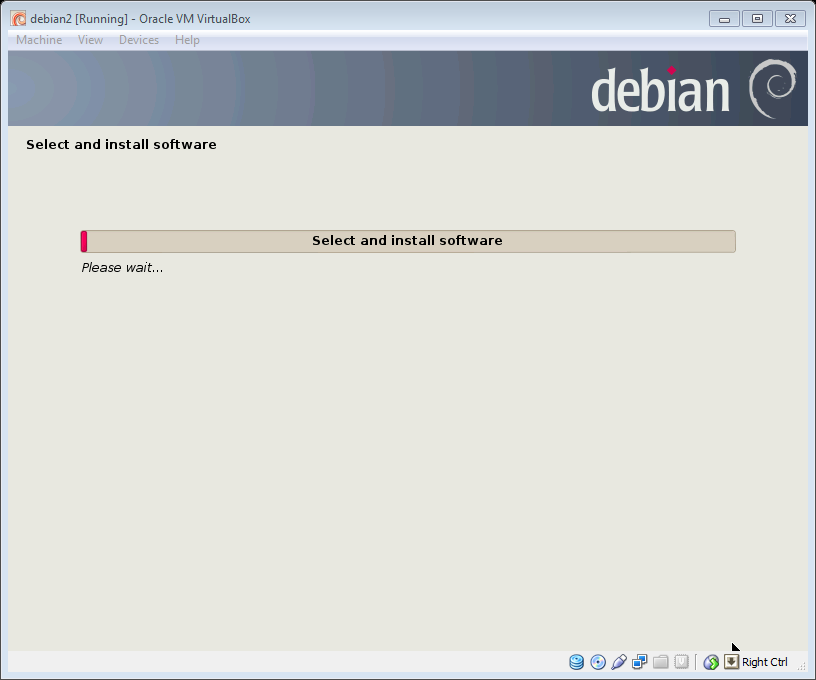 debian2 [Running] - Oracle VM VirtualBox
Machine View Devices Help
debian
Select and install software
Select and install software
Please wait...
Right Ctrl